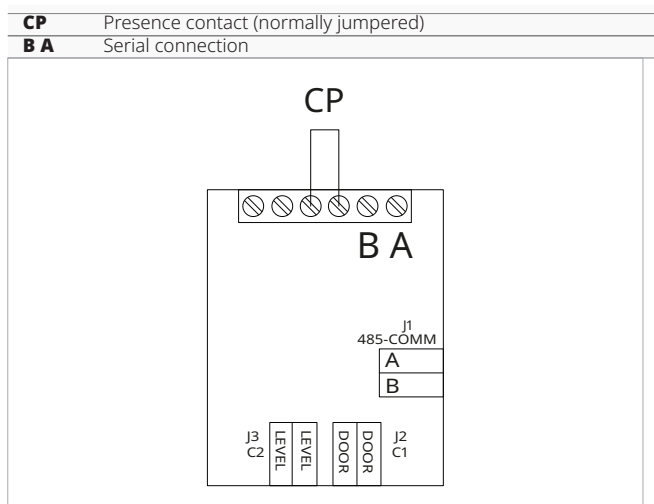 CP Presence contact (normally jumpered)
B A Serial connection
CP
B A
J1
485-COMM
A
B
J3
C2
LEVEL
LEVEL
DOOR
DOOR
J2
C1